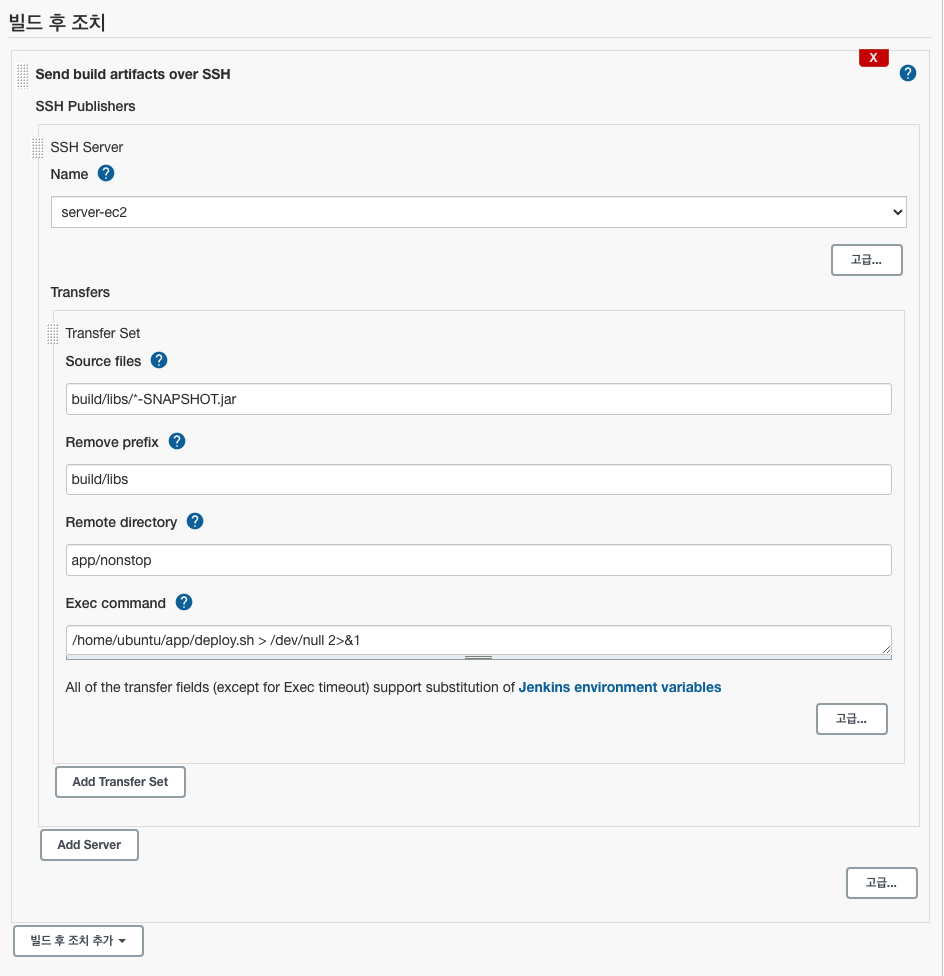 빌드 후 조치
X
Send build artifacts over SSH
?
SSH Publishers
SSH Server
Name ?
server-ec2
고급...
Transfers
Transfer Set
Source files ?
build/libs/*-SNAPSHOT.jar
Remove prefix ?
build/libs
Remote directory ?
app/nonstop
Exec command ?
/home/ubuntu/app/deploy.sh > /dev/null 2>&1
All of the transfer fields (except for Exec timeout) support substitution of Jenkins environment variables
고급...
Add Transfer Set
Add Server
고급...
빌드 후 조치 추가